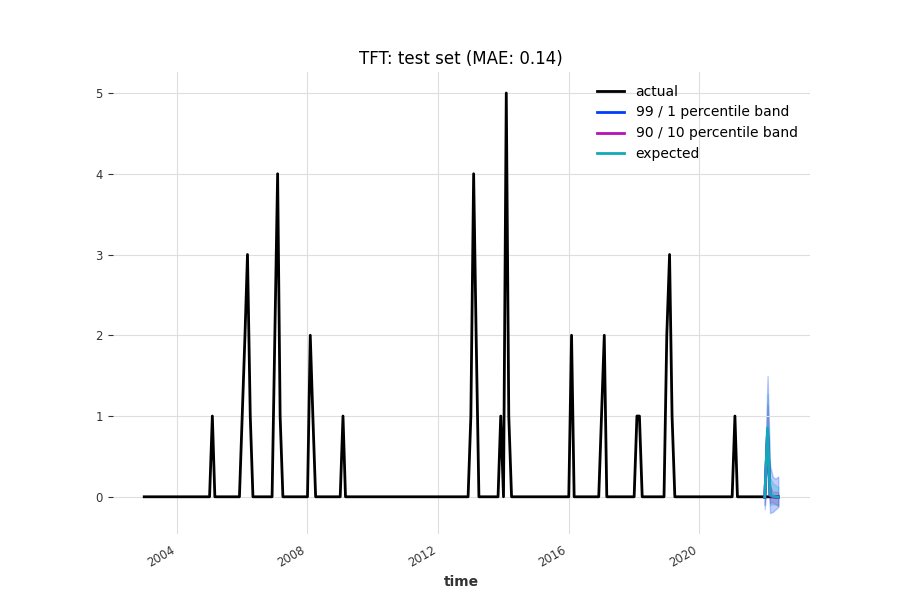 TFT: test set (MAE: 0.14)
actual
99 / 1 percentile band
90 / 10 percentile band
expected
5
4
3
2
1
0
2004
2008
2012
2016
2020
time